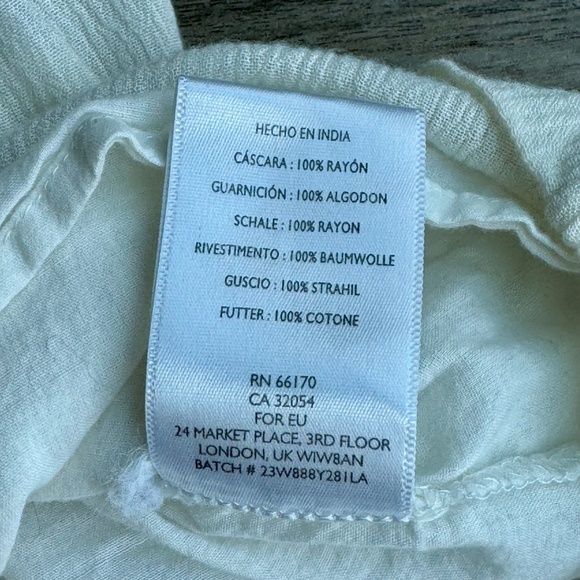 HECHO EN INDIA
CÁSCARA : 100% RAYÓN
GUARNICIÓN : 100% ALGODON
SCHALE : 100% RAYON
RIVESTIMENTO : 100% BAUMWOLLE
GUSCIO : 100% STRAHIL
FUTTER : 100% COTONE
RN 66170
CA 32054
FOR EU
24 MARKET PLACE, 3RD FLOOR
LONDON, UK WIW8AN
BATCH # 23W888Y281LA